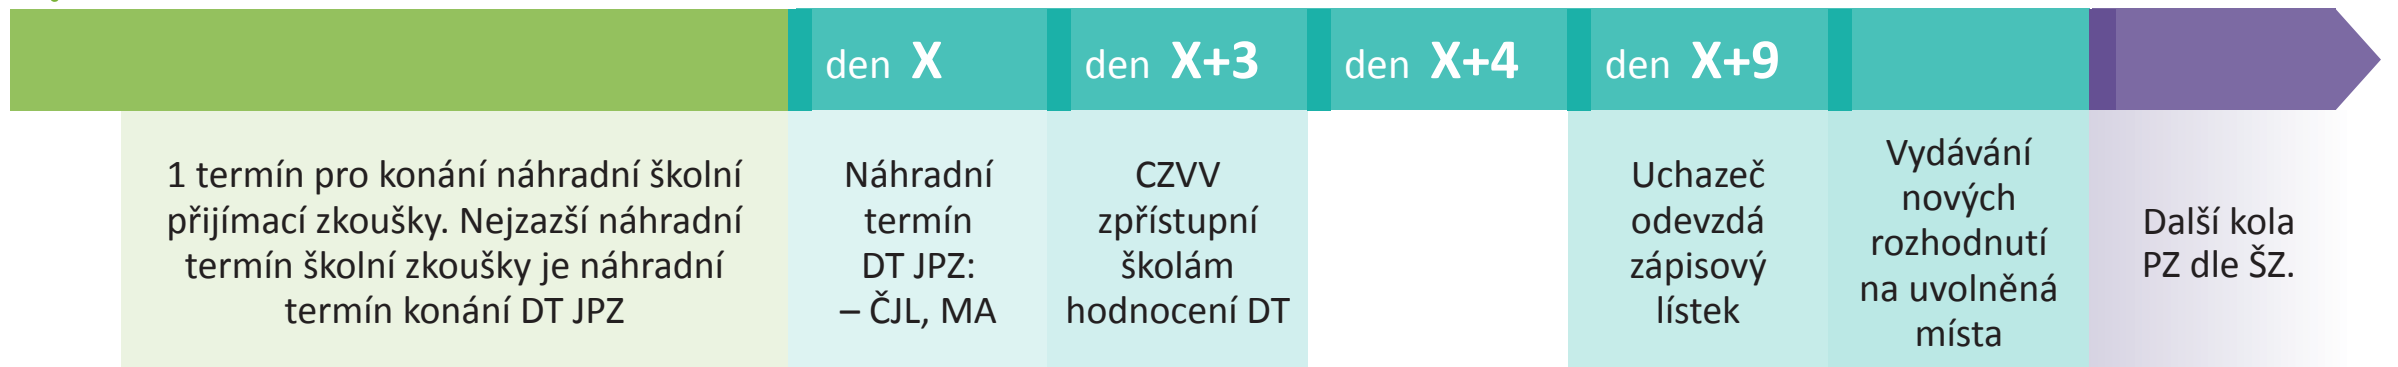 den X
den X+3
den X+4
den X+9
1 termín pro konání náhradní školní
přijímací zkoušky. Nejzazší náhradní
termín školní zkoušky je náhradní
termín konání DT JPZ
Náhradní
termín
DT JPZ:
– ČJL, MA
CZVV
zpřístupní
školám
hodnocení DT
Uchazeč
odevzdá
zápisový
lístek
Vydávání
nových
rozhodnutí
na uvolněná
místa
Další kola
PZ dle ŠZ.